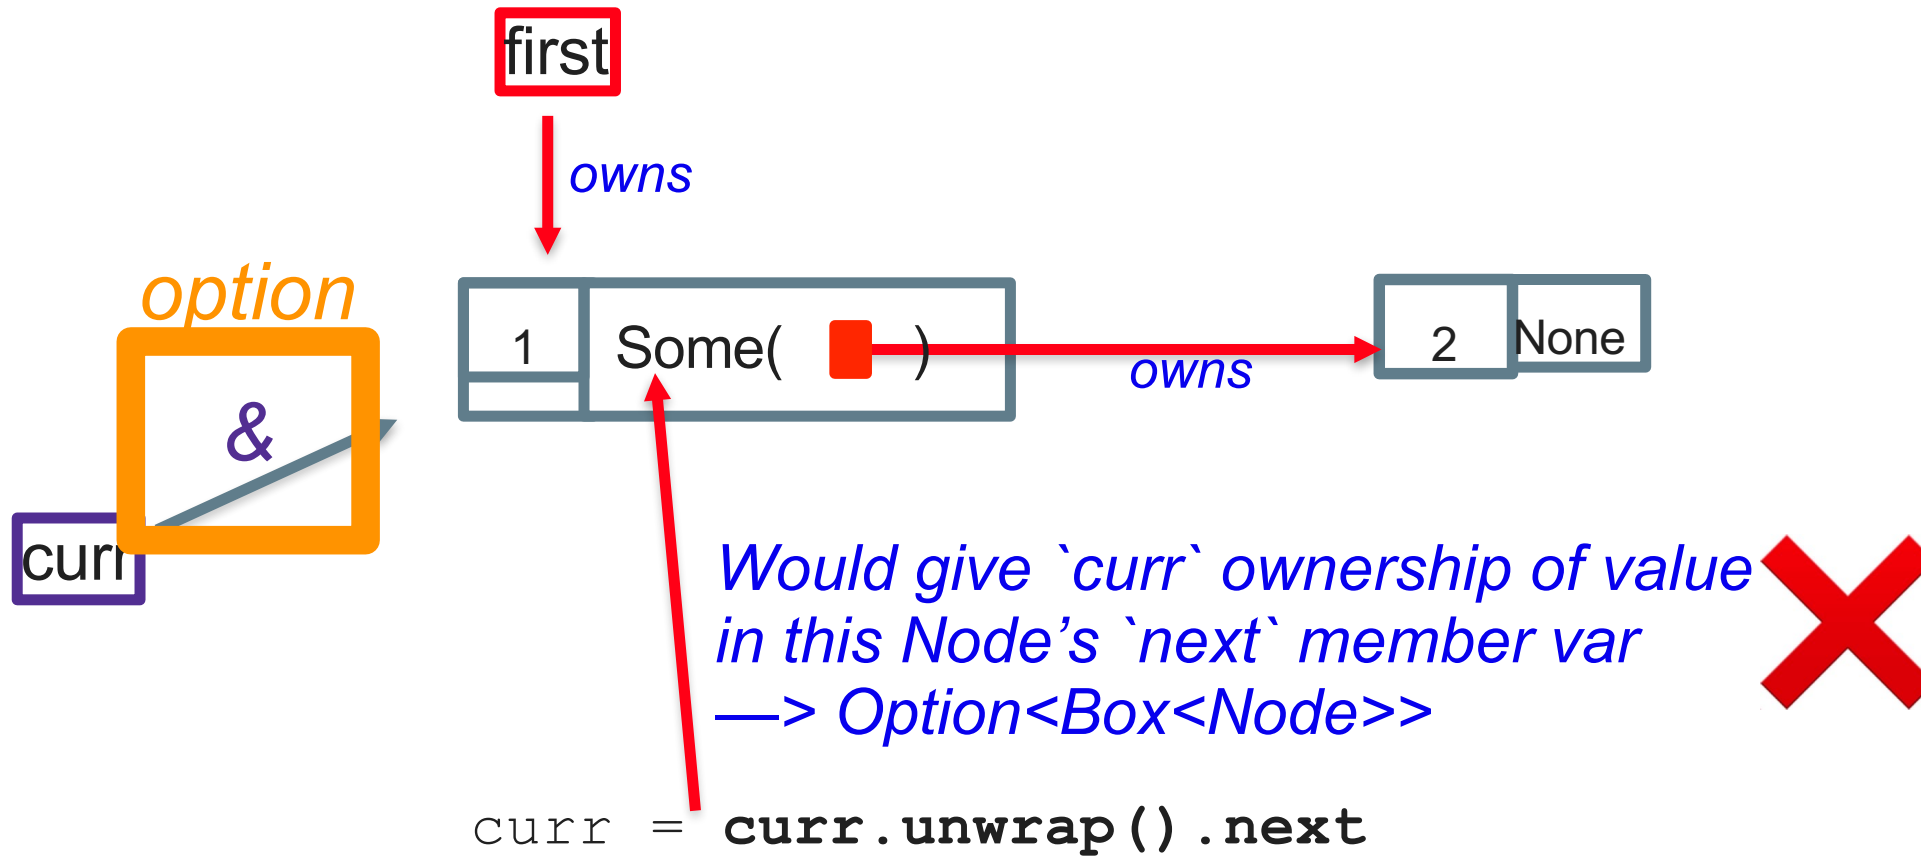 first
owns
option
1 Some( ) 2 None
owns
&
curr
Would give `curr` ownership of value
in this Node’s `next` member var
—> Option<Box<Node>>
curr = curr.unwrap().next